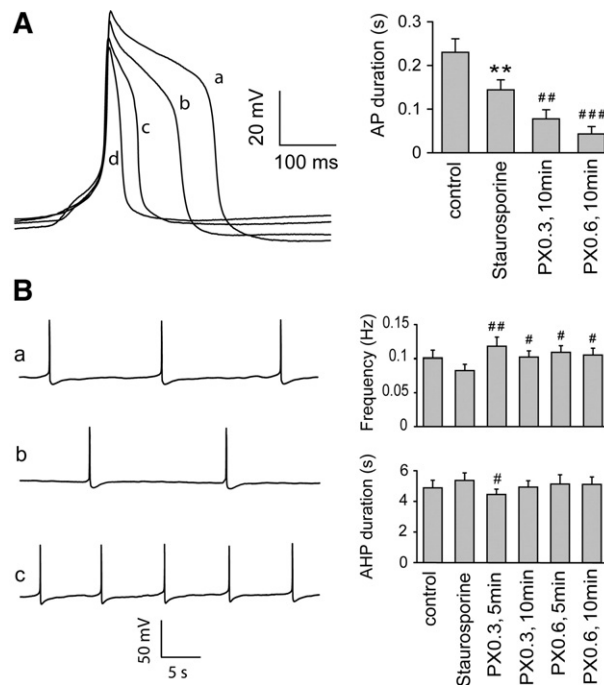 A
a
b
c
d
20 mV
100 ms
AP duration (s)
0.3
0.2
0.1
0
**
##
###
control
Staurosporine
PX0.3, 10min
PX0.6, 10min
B
a
b
c
50 mV
5 s
Frequency (Hz)
0.15
0.1
0.05
0
##
#
#
#
AHP duration (s)
6
4
2
0
#
control
Staurosporine
PX0.3, 5min
PX0.3, 10min
PX0.6, 5min
PX0.6, 10min